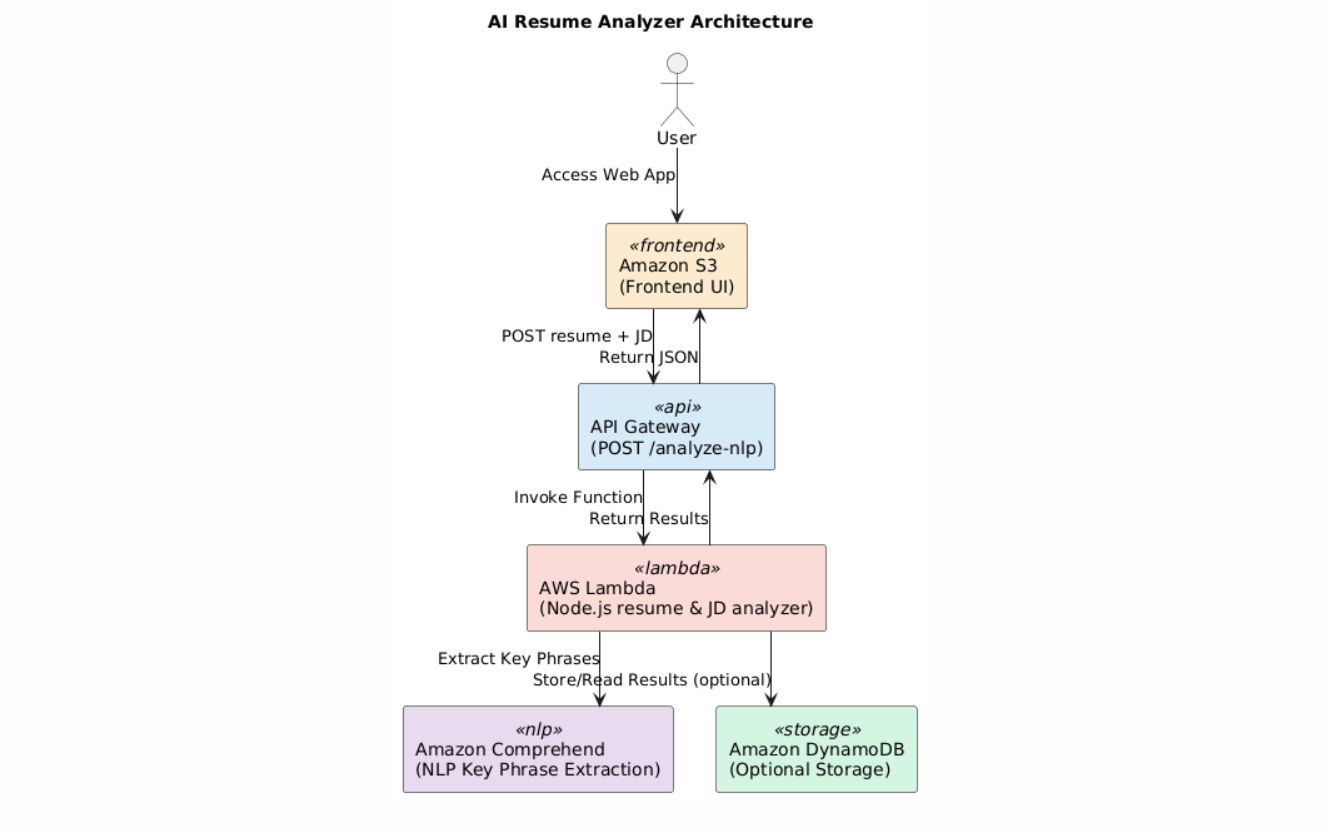 AI Resume Analyzer Architecture
User
Access Web App
«frontend»
Amazon S3
(Frontend UI)
POST resume + JD
Return JSON
«api»
API Gateway
(POST /analyze-nlp)
Invoke Function
Return Results
«lambda»
AWS Lambda
(Node.js resume & JD analyzer)
Extract Key Phrases
Store/Read Results (optional)
«nlp»
Amazon Comprehend
(NLP Key Phrase Extraction)
«storage»
Amazon DynamoDB
(Optional Storage)